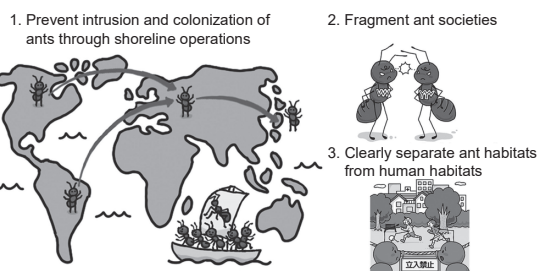 1. Prevent intrusion and colonization of
ants through shoreline operations
2. Fragment ant societies
3. Clearly separate ant habitats
from human habitats
立入禁止